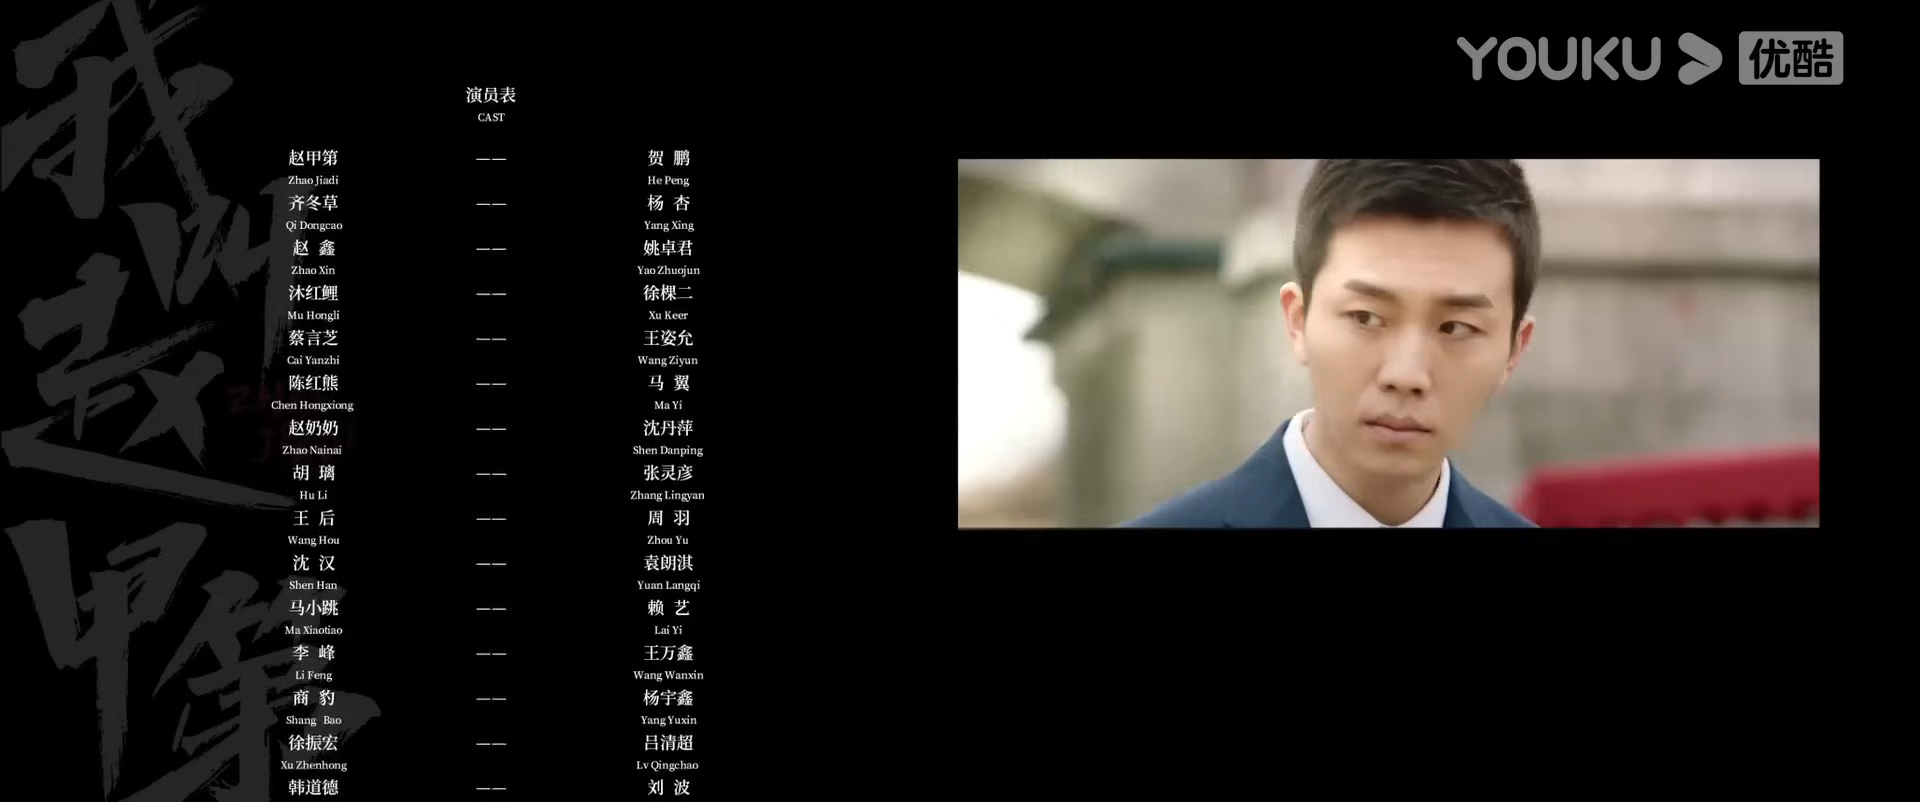 我叫赵甲第
YOUKU 优酷
演员表
CAST
赵甲第 —— 贺 鹏
Zhao Jiadi He Peng
齐冬草 —— 杨 杏
Qi Dongcao Yang Xing
赵 鑫 —— 姚卓君
Zhao Xin Yao Zhuojun
沐红鲤 —— 徐棵二
Mu Hongli Xu Keer
蔡言芝 —— 王姿允
Cai Yanzhi Wang Ziyun
陈红熊 —— 马 翼
Chen Hongxiong Ma Yi
赵奶奶 —— 沈丹萍
Zhao Nainai Shen Danping
胡 璃 —— 张灵彦
Hu Li Zhang Lingyan
王 后 —— 周 羽
Wang Hou Zhou Yu
沈 汉 —— 袁朗淇
Shen Han Yuan Langqi
马小跳 —— 赖 艺
Ma Xiaotiao Lai Yi
李 峰 —— 王万鑫
Li Feng Wang Wanxin
商 豹 —— 杨宇鑫
Shang Bao Yang Yuxin
徐振宏 —— 吕清超
Xu Zhenhong Lv Qingchao
韩道德 —— 刘 波